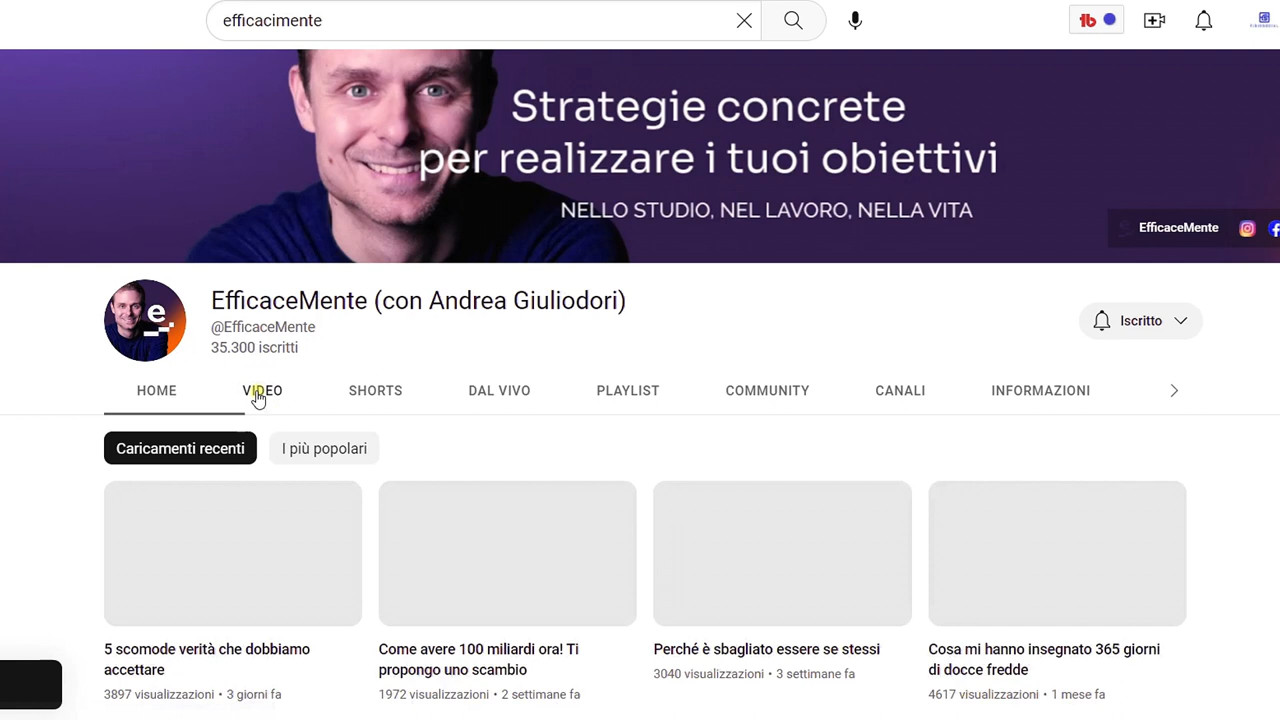 efficacimente
Strategie concrete
per realizzare i tuoi obiettivi
NELLO STUDIO, NEL LAVORO, NELLA VITA
EfficaceMente
e
EfficaceMente (con Andrea Giuliodori)
@EfficaceMente
35.300 iscritti
Iscritto
HOME VIDEO SHORTS DAL VIVO PLAYLIST COMMUNITY CANALI INFORMAZIONI
Caricamenti recenti I più popolari
5 scomode verità che dobbiamo
accettare
3897 visualizzazioni • 3 giorni fa
Come avere 100 miliardi ora! Ti
propongo uno scambio
1972 visualizzazioni • 2 settimane fa
Perché è sbagliato essere se stessi
3040 visualizzazioni • 3 settimane fa
Cosa mi hanno insegnato 365 giorni
di docce fredde
4617 visualizzazioni • 1 mese fa